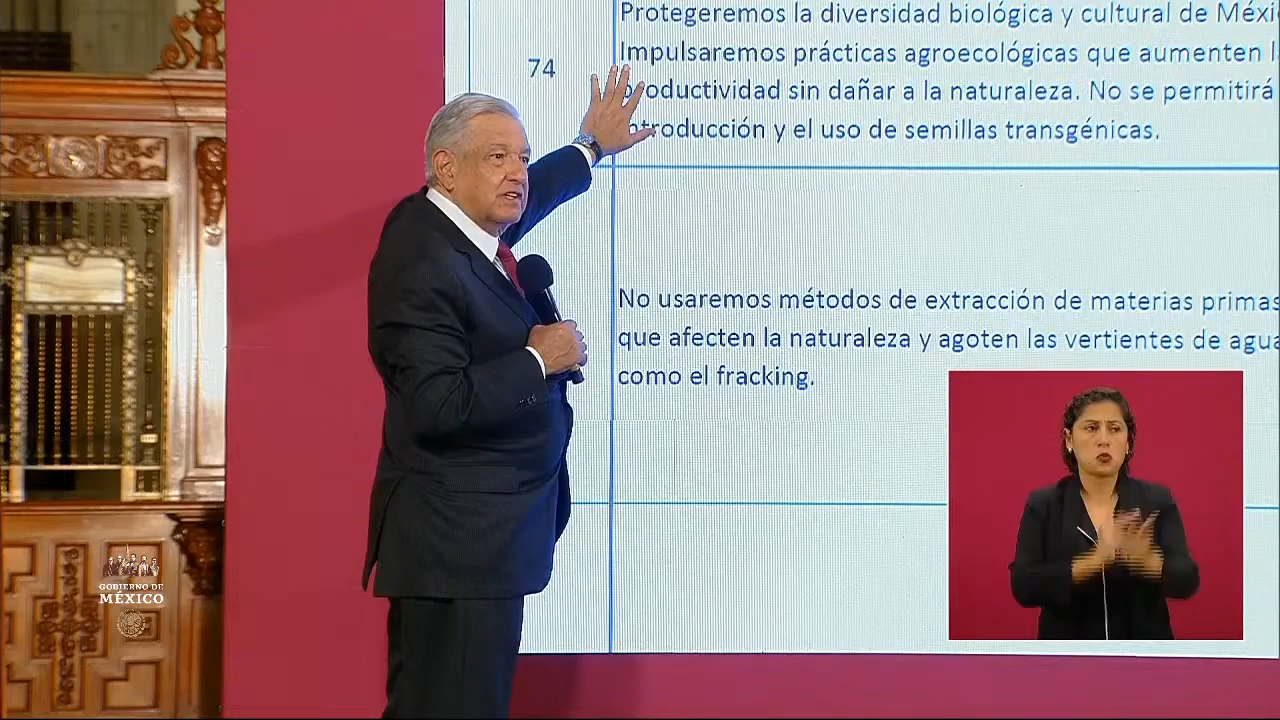 Protegeremos la diversidad biológica y cultural de
74
Impulsaremos prácticas agroecológicas que aumenten
productividad sin dañar a la naturaleza. No se permitirá
introducción y el uso de semillas transgénicas.
No usaremos métodos de extracción de materias primas
que afecten la naturaleza y agoten las vertientes de agua
como el fracking.
GOBIERNO DE
MÉXICO